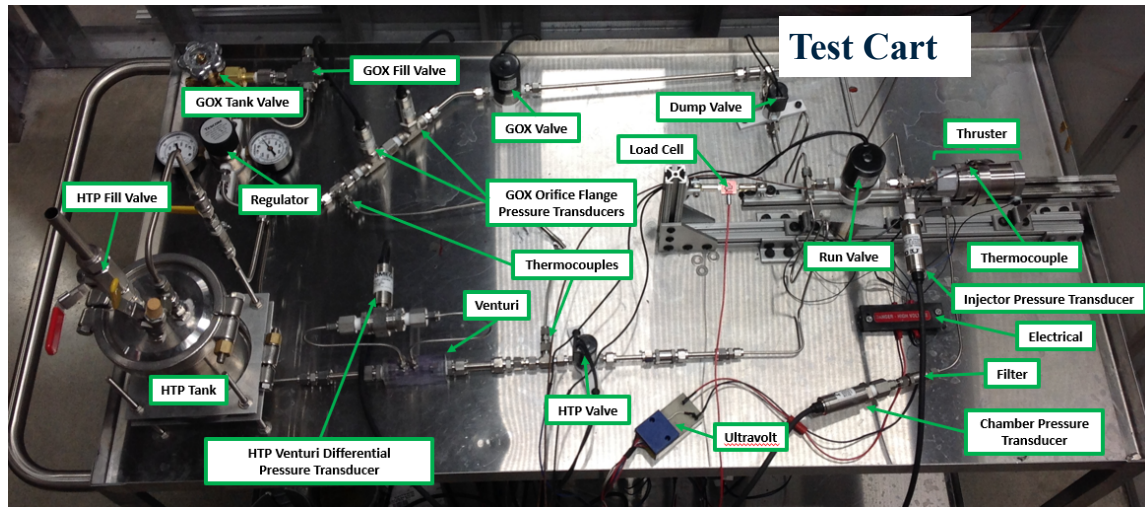 Test Cart
GOX Fill Valve
GOX Tank Valve
GOX Valve
Dump Valve
Thruster
Load Cell
HTP Fill Valve
Regulator
GOX Orifice Flange
Pressure Transducers
Run Valve
Thermocouple
Thermocouples
Injector Pressure Transducer
Venturi
Electrical
HTP Tank
HTP Valve
Filter
Ultravolt
Chamber Pressure
Transducer
HTP Venturi Differential
Pressure Transducer